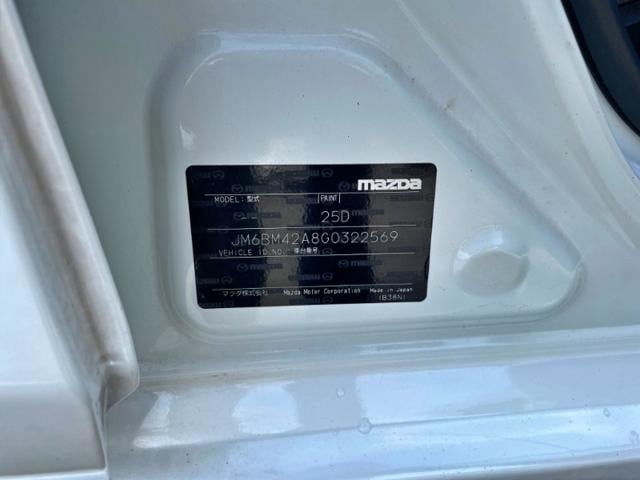 mazda
MODEL: 型式 PAINT
25D
JM6BM42A8G0322569
VEHICLE ID.NO. 車台番号
マツダ株式会社 Mazda Motor Corporation Made in Japan
(B38N)